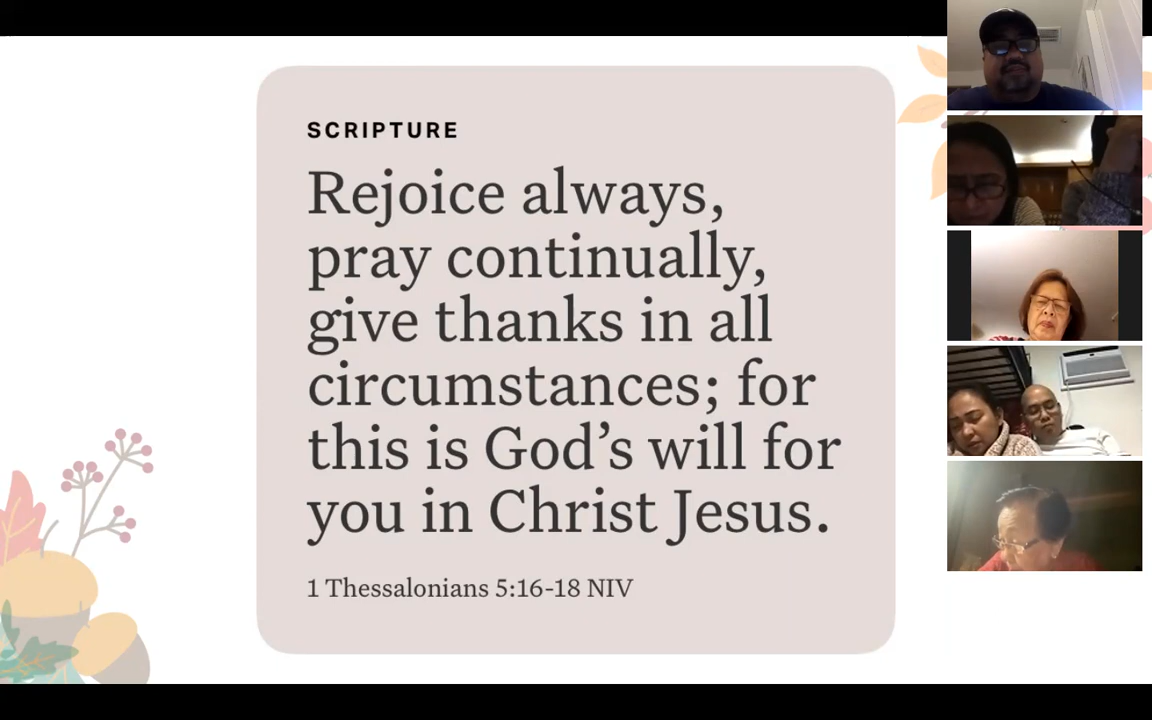 SCRIPTURE
Rejoice always,
pray continually,
give thanks in all
circumstances; for
this is God’s will for
you in Christ Jesus.
1 Thessalonians 5:16-18 NIV